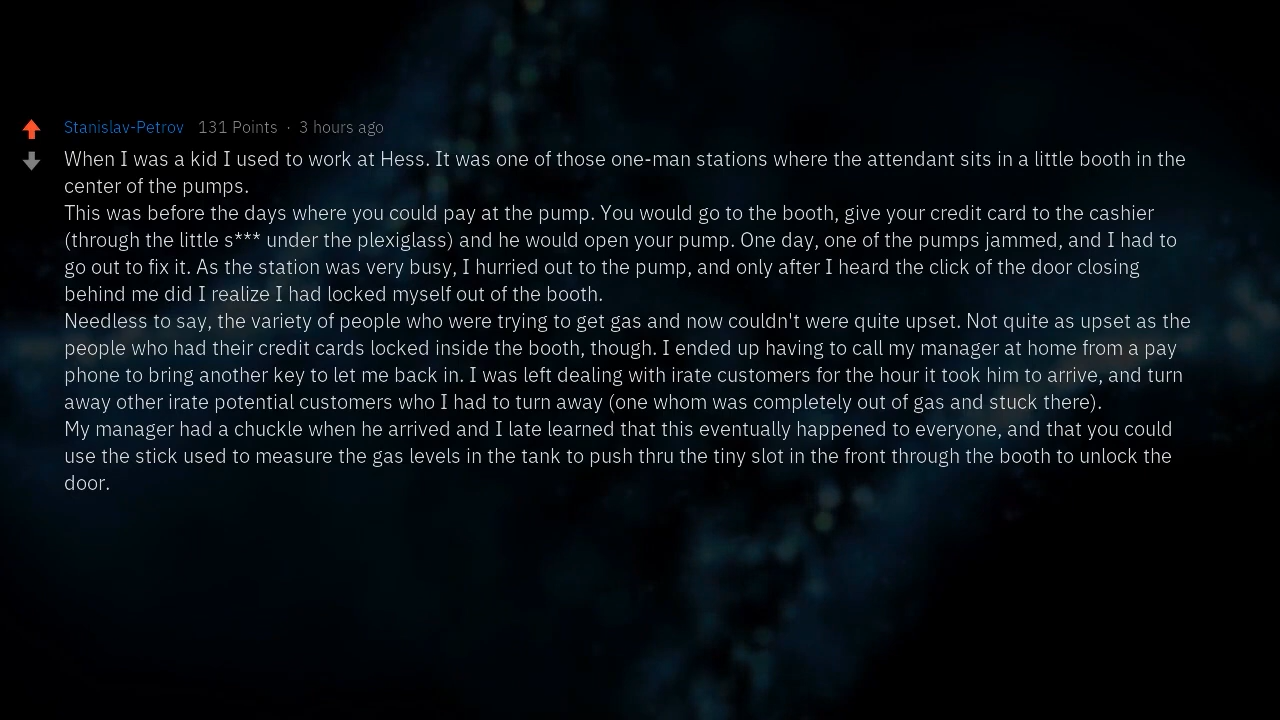 Stanislav-Petrov 131 Points · 3 hours ago
When I was a kid I used to work at Hess. It was one of those one-man stations where the attendant sits in a little booth in the
center of the pumps.
This was before the days where you could pay at the pump. You would go to the booth, give your credit card to the cashier
(through the little s*** under the plexiglass) and he would open your pump. One day, one of the pumps jammed, and I had to
go out to fix it. As the station was very busy, I hurried out to the pump, and only after I heard the click of the door closing
behind me did I realize I had locked myself out of the booth.
Needless to say, the variety of people who were trying to get gas and now couldn't were quite upset. Not quite as upset as the
people who had their credit cards locked inside the booth, though. I ended up having to call my manager at home from a pay
phone to bring another key to let me back in. I was left dealing with irate customers for the hour it took him to arrive, and turn
away other irate potential customers who I had to turn away (one whom was completely out of gas and stuck there).
My manager had a chuckle when he arrived and I late learned that this eventually happened to everyone, and that you could
use the stick used to measure the gas levels in the tank to push thru the tiny slot in the front through the booth to unlock the
door.